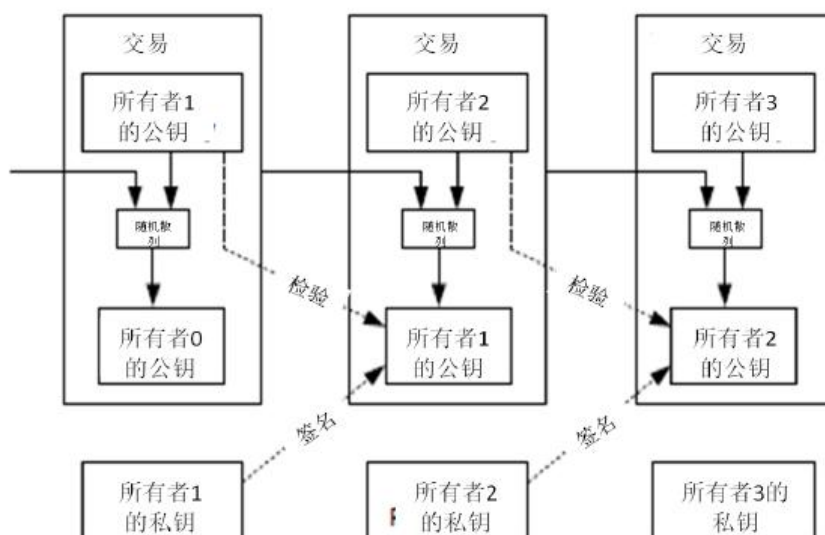 交易
交易
交易
所有者1
的公钥
所有者2
的公钥
所有者3
的公钥
随机散
列
随机散
列
随机散
列
检验
检验
所有者0
的公钥
所有者1
的公钥
所有者2
的公钥
签名
签名
所有者1
的私钥
所有者2
的私钥
所有者3的
私钥